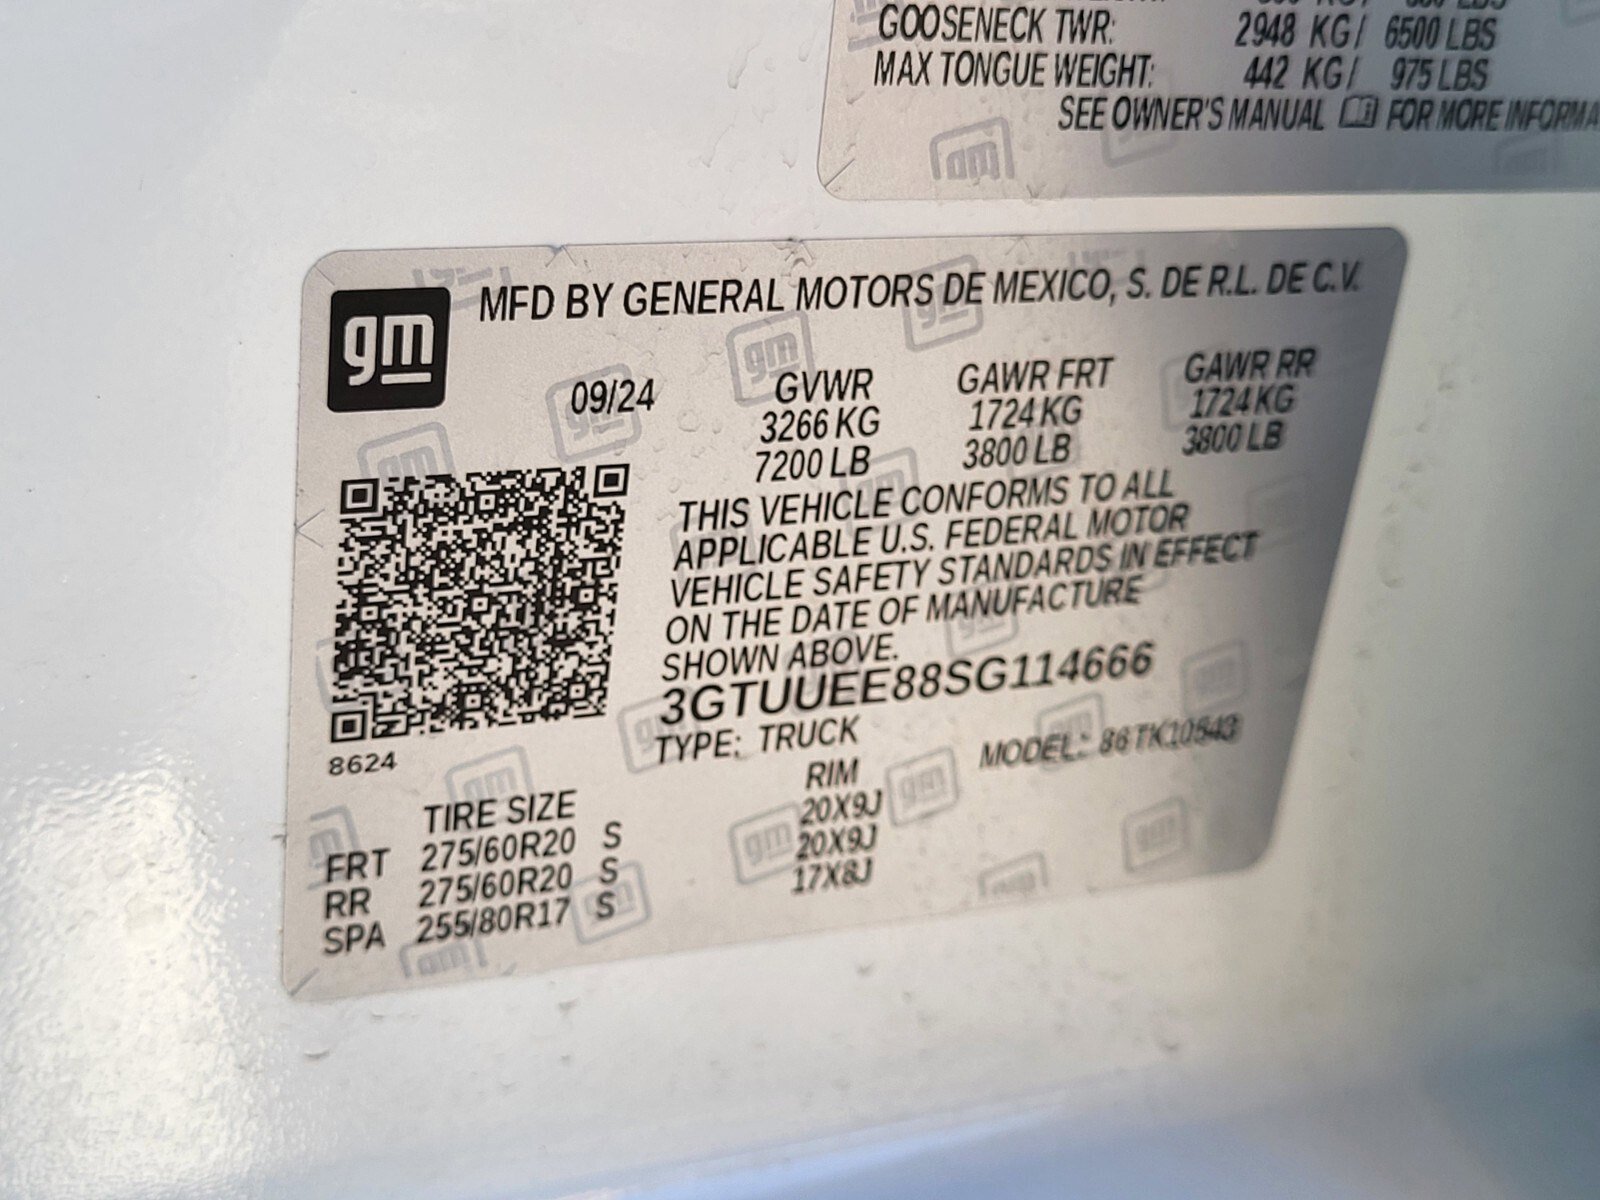 GOOSENECK TWR: 2948 KG/ 6500 LBS
MAX TONGUE WEIGHT: 442 KG/ 975 LBS
SEE OWNER'S MANUAL FOR MORE INFORMA
gm
MFD BY GENERAL MOTORS DE MEXICO, S. DE R.L. DE C.V.
09/24 GVWR GAWR FRT GAWR RR
3266 KG 1724 KG 1724 KG
7200 LB 3800 LB 3800 LB
THIS VEHICLE CONFORMS TO ALL
APPLICABLE U.S. FEDERAL MOTOR
VEHICLE SAFETY STANDARDS IN EFFECT
ON THE DATE OF MANUFACTURE
SHOWN ABOVE.
3GTUUEE88SG114666
TYPE: TRUCK MODEL: 86TK10543
8624
TIRE SIZE RIM
FRT 275/60R20 S 20X9J
RR 275/60R20 S 20X9J
SPA 255/80R17 S 17X8J